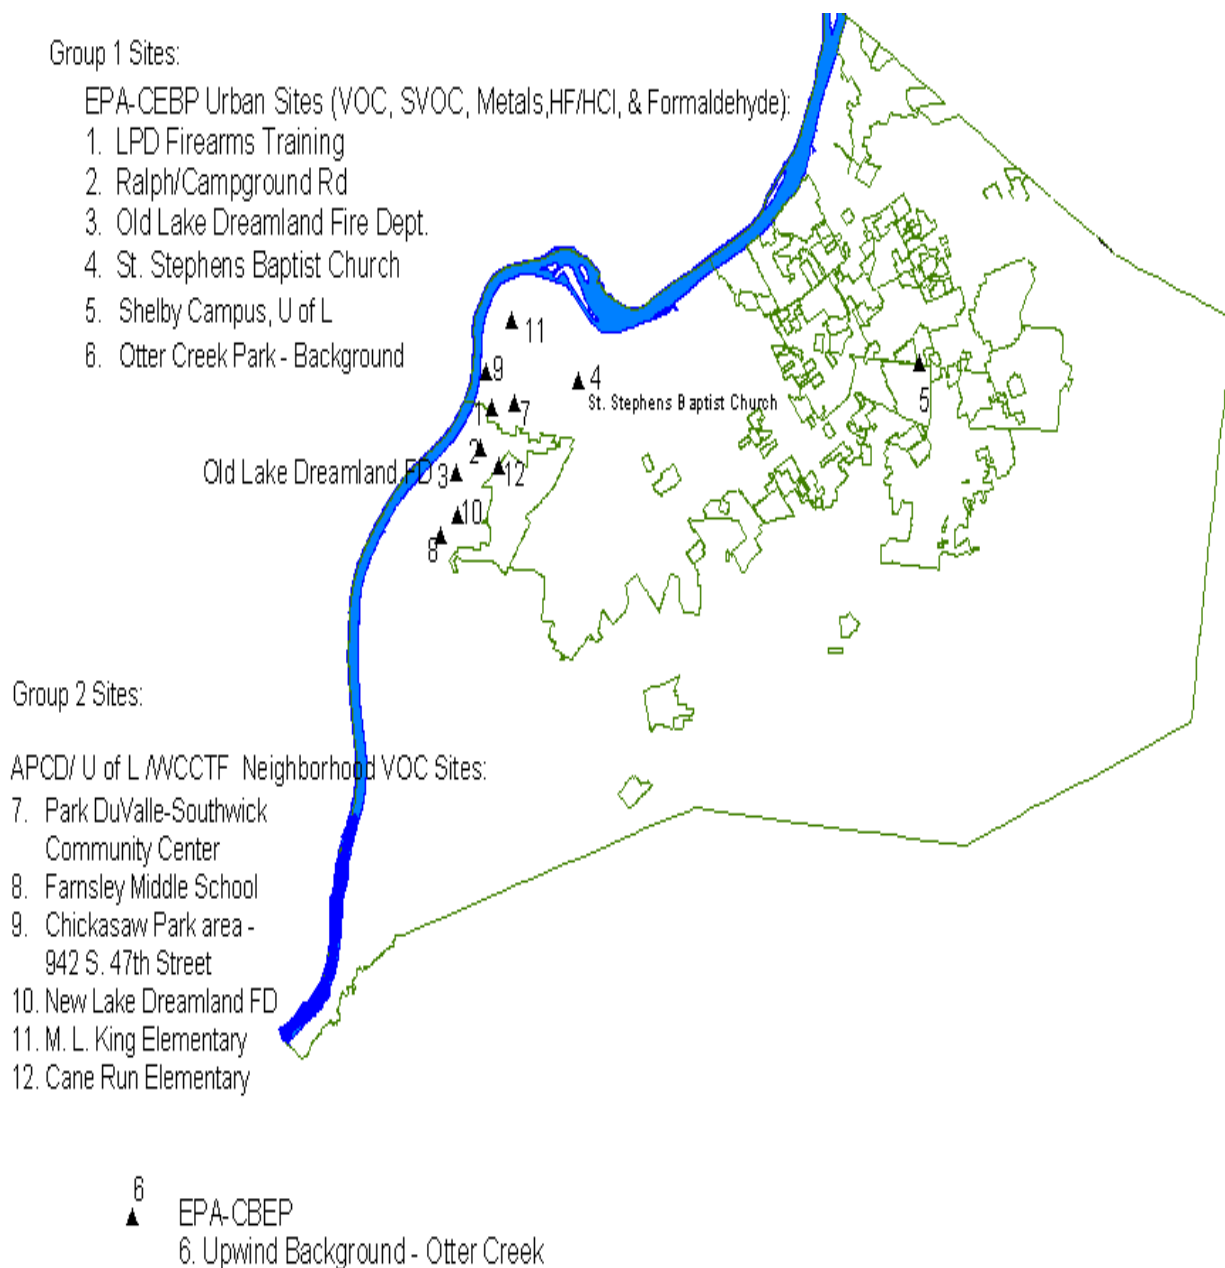 Group 1 Sites:
EPA-CEBP Urban Sites (VOC, SVOC, Metals,HF/HCl, & Formaldehyde):
1. LPD Firearms Training
2. Ralph/Campground Rd
3. Old Lake Dreamland Fire Dept.
4. St. Stephens Baptist Church
5. Shelby Campus, U of L
6. Otter Creek Park - Background
11
9
4
St. Stephens Baptist Church
5
1
7
2
12
Old Lake Dreamland FD
3
10
8
Group 2 Sites:
APCD/ U of L /WCCTF Neighborhood VOC Sites:
7. Park DuValle-Southwick
Community Center
8. Farnsley Middle School
9. Chickasaw Park area -
942 S. 47th Street
10. New Lake Dreamland FD
11. M. L. King Elementary
12. Cane Run Elementary
6
EPA-CBEP
6. Upwind Background - Otter Creek